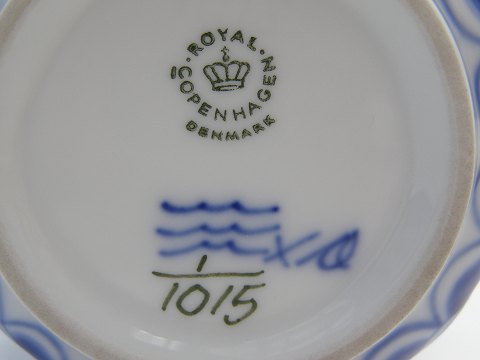 ROYAL
COPENHAGEN
DENMARK
1
1015